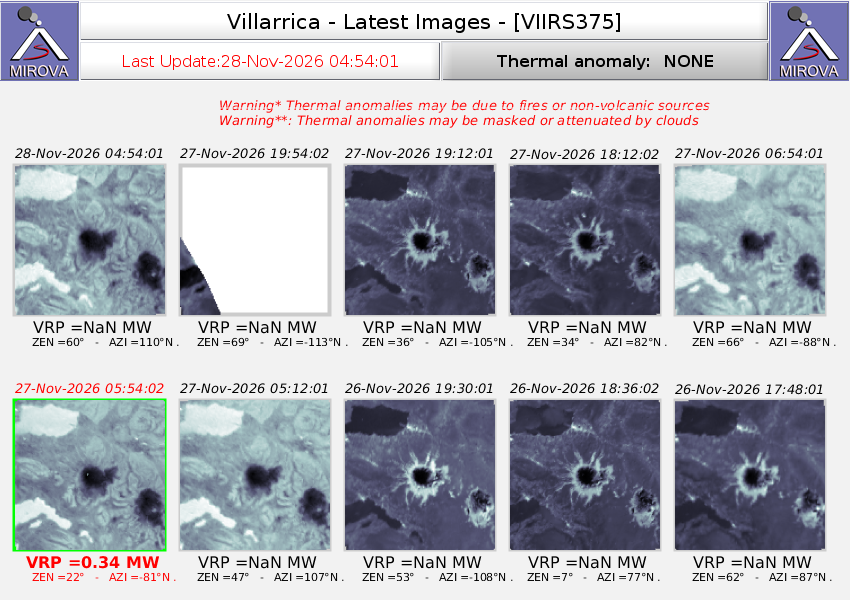 Villarrica - Latest Images - [VIIRS375]
MIROVA
Last Update:28-Nov-2026 04:54:01
Thermal anomaly: NONE
MIROVA
Warning* Thermal anomalies may be due to fires or non-volcanic sources
Warning**: Thermal anomalies may be masked or attenuated by clouds
28-Nov-2026 04:54:01 27-Nov-2026 19:54:02 27-Nov-2026 19:12:01 27-Nov-2026 18:12:02 27-Nov-2026 06:54:01
VRP =NaN MW VRP =NaN MW VRP =NaN MW VRP =NaN MW VRP =NaN MW
ZEN =60° - AZI =110°N . ZEN =69° - AZI =-113°N . ZEN =36° - AZI =-105°N . ZEN =34° - AZI =82°N . ZEN =66° - AZI =-88°N .
27-Nov-2026 05:54:02 27-Nov-2026 05:12:01 26-Nov-2026 19:30:01 26-Nov-2026 18:36:02 26-Nov-2026 17:48:01
VRP =0.34 MW VRP =NaN MW VRP =NaN MW VRP =NaN MW VRP =NaN MW
ZEN =22° - AZI =-81°N . ZEN =47° - AZI =107°N . ZEN =53° - AZI =-108°N . ZEN =7° - AZI =77°N . ZEN =62° - AZI =87°N .